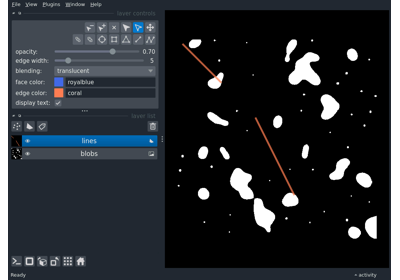 File View Plugins Window Help
layer controls
opacity: 0.70
edge width: 5
blending: translucent
face color: royalblue
edge color: coral
display text:
layer list
lines
blobs
Ready
activity